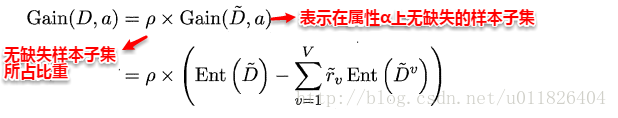 Gain(D, a) = ρ × Gain(D̃, a) 表示在属性α上无缺失的样本子集
无缺失样本子集
所占比重
= ρ × (Ent(D̃) − ∑_{v=1}^{V} r̃_v Ent(D̃^v))
http://blog.csdn.net/u011826404